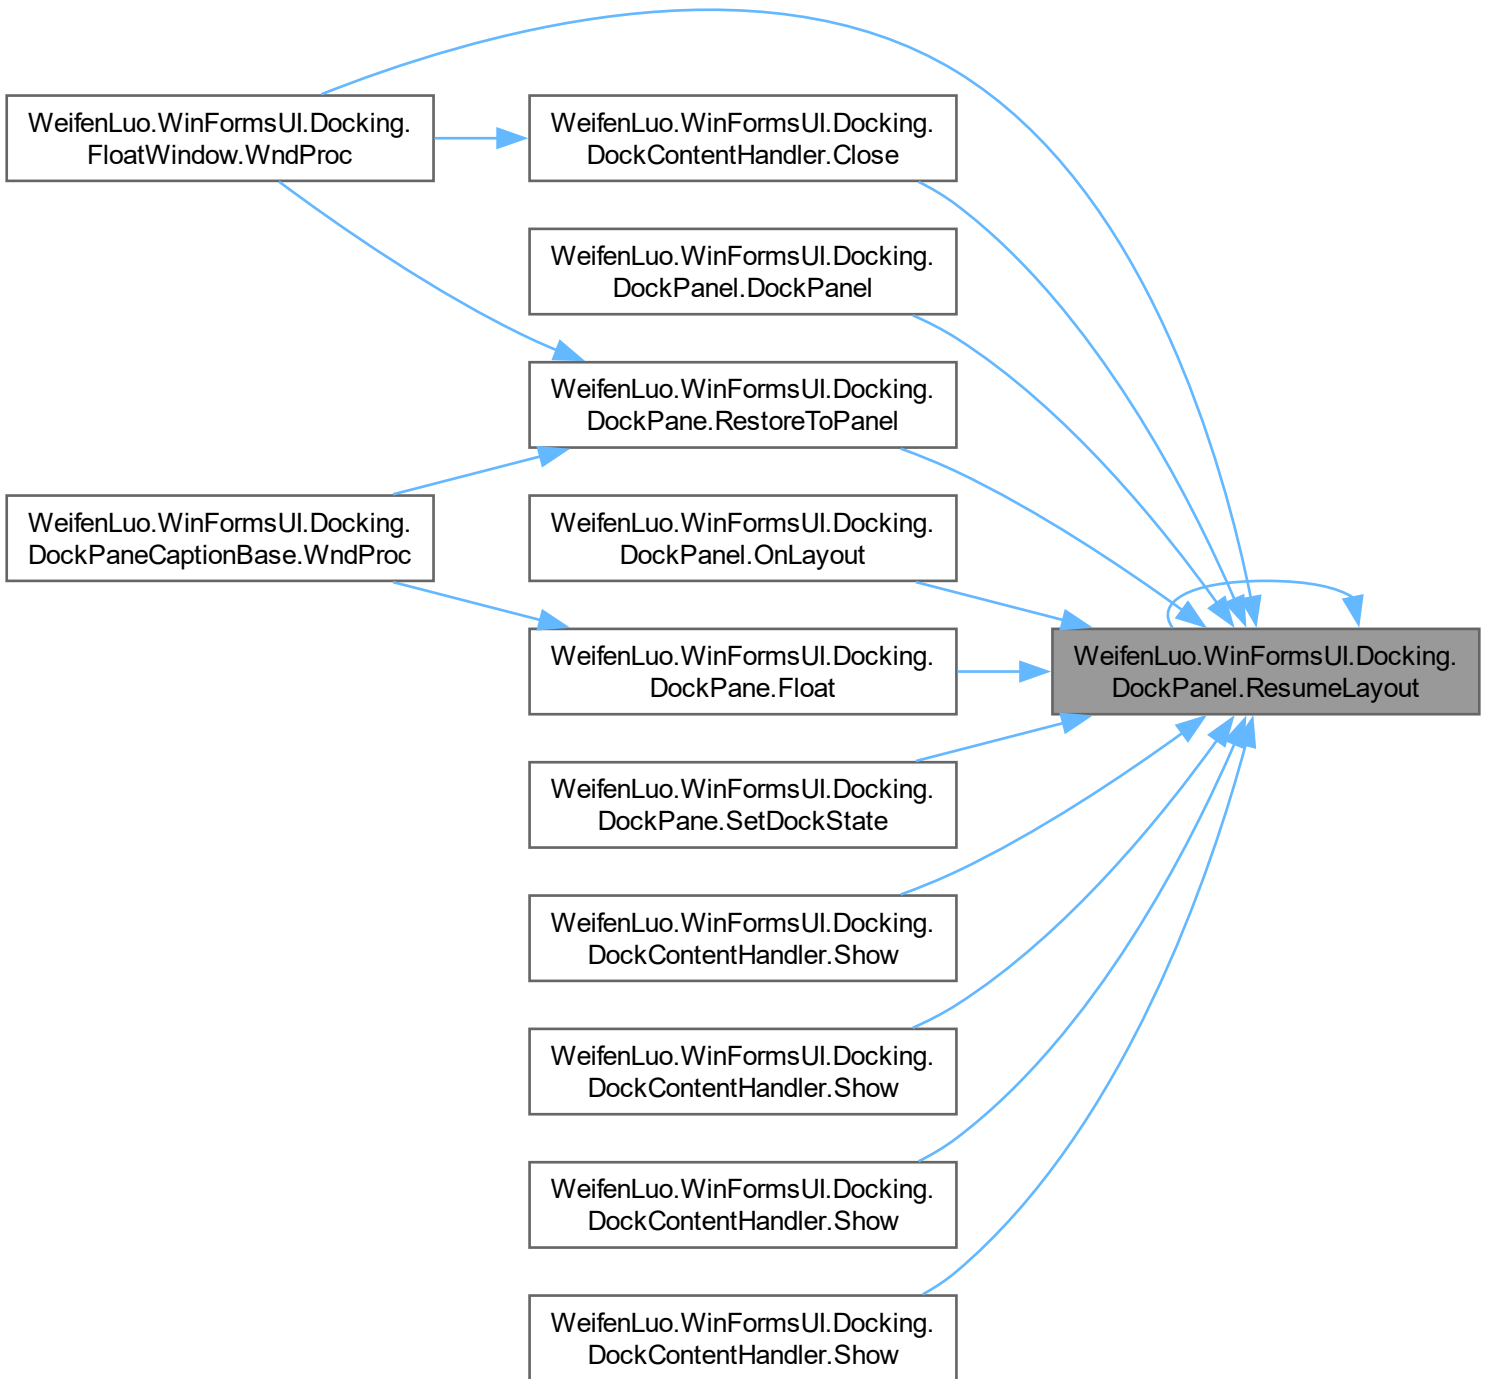 WeifenLuo.WinFormsUI.Docking.
FloatWindow.WndProc
WeifenLuo.WinFormsUI.Docking.
DockContentHandler.Close
WeifenLuo.WinFormsUI.Docking.
DockPanel.DockPanel
WeifenLuo.WinFormsUI.Docking.
DockPane.RestoreToPanel
WeifenLuo.WinFormsUI.Docking.
DockPaneCaptionBase.WndProc
WeifenLuo.WinFormsUI.Docking.
DockPanel.OnLayout
WeifenLuo.WinFormsUI.Docking.
DockPane.Float
WeifenLuo.WinFormsUI.Docking.
DockPanel.ResumeLayout
WeifenLuo.WinFormsUI.Docking.
DockPane.SetDockState
WeifenLuo.WinFormsUI.Docking.
DockContentHandler.Show
WeifenLuo.WinFormsUI.Docking.
DockContentHandler.Show
WeifenLuo.WinFormsUI.Docking.
DockContentHandler.Show
WeifenLuo.WinFormsUI.Docking.
DockContentHandler.Show